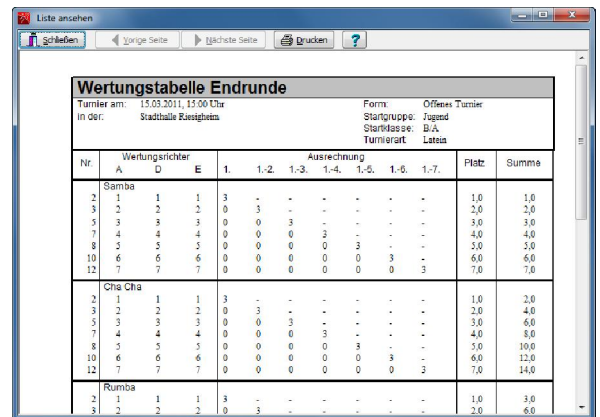 Liste ansehen
Schließen Vorige Seite Nächste Seite Drucken ?
Wertungstabelle Endrunde
Turnier am: 15.03.2011, 15:00 Uhr Form: Offenes Turnier
in der: Stadthalle Riesigheim Startgruppe: Jugend
Startklasse: B/A
Turnierart: Latein
Nr. Wertungsrichter Ausrechnung Platz Summe
A D E 1. 1.-2. 1.-3. 1.-4. 1.-5. 1.-6. 1.-7.
Samba
2 1 1 1 3 - - - - - - 1,0 1,0
3 2 2 2 0 3 - - - - - 2,0 2,0
5 3 3 3 0 0 3 - - - - 3,0 3,0
7 4 4 4 0 0 0 3 - - - 4,0 4,0
8 5 5 5 0 0 0 0 3 - - 5,0 5,0
10 6 6 6 0 0 0 0 0 3 - 6,0 6,0
12 7 7 7 0 0 0 0 0 0 3 7,0 7,0
Cha Cha
2 1 1 1 3 - - - - - - 1,0 2,0
3 2 2 2 0 3 - - - - - 2,0 4,0
5 3 3 3 0 0 3 - - - - 3,0 6,0
7 4 4 4 0 0 0 3 - - - 4,0 8,0
8 5 5 5 0 0 0 0 3 - - 5,0 10,0
10 6 6 6 0 0 0 0 0 3 - 6,0 12,0
12 7 7 7 0 0 0 0 0 0 3 7,0 14,0
Rumba
2 1 1 1 3 - - - - - - 1,0 3,0
3 2 2 2 0 3 - - - - - 2,0 6,0